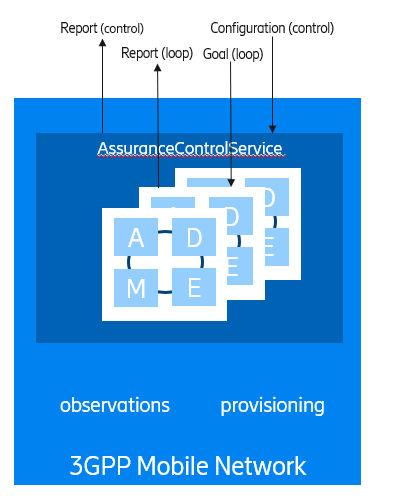 Report (control)
Configuration (control)
Report (loop)
Goal (loop)
AssuranceControlService
D
A
D
E
E
A
D
M
E
observations
provisioning
3GPP Mobile Network